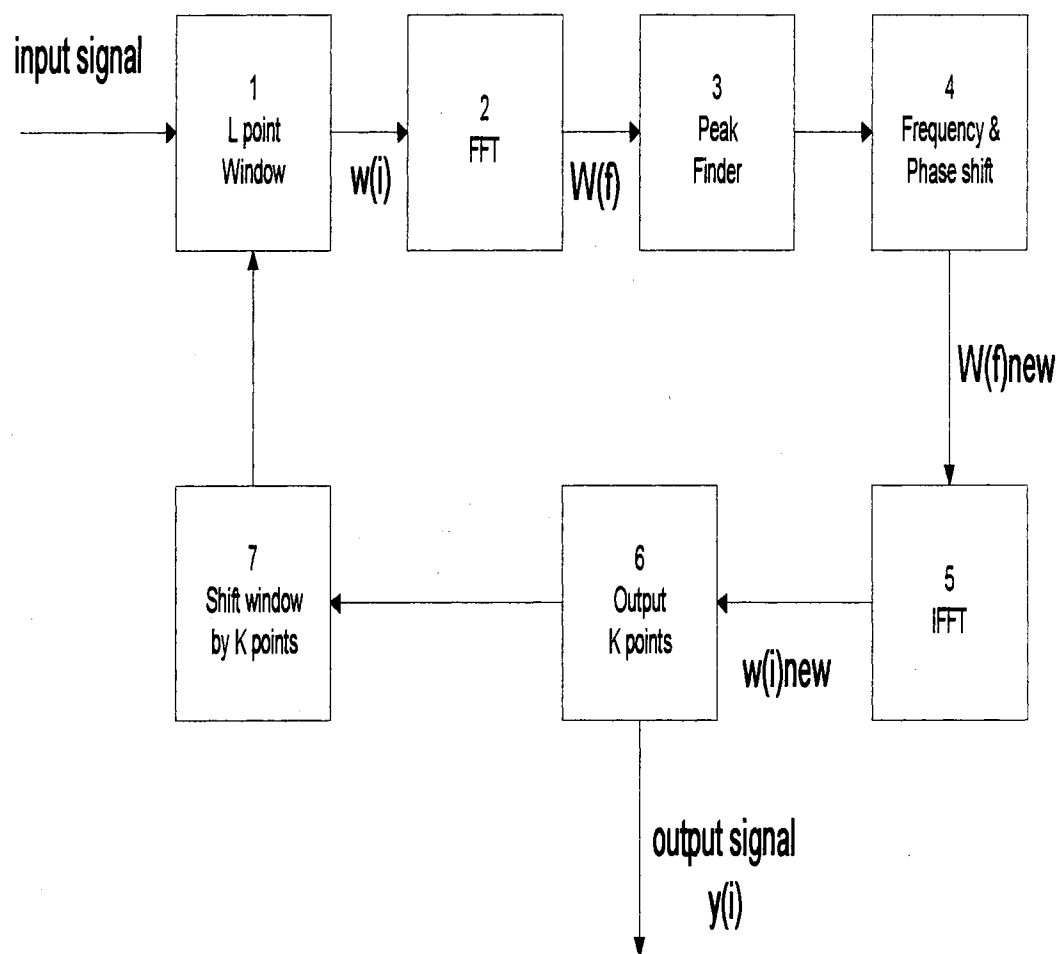 input signal
1
L point
Window
w(i)
2
FFT
W(f)
3
Peak
Finder
4
Frequency &
Phase shift
W(f)new
5
IFFT
w(i)new
6
Output
K points
7
Shift window
by K points
output signal
y(i)